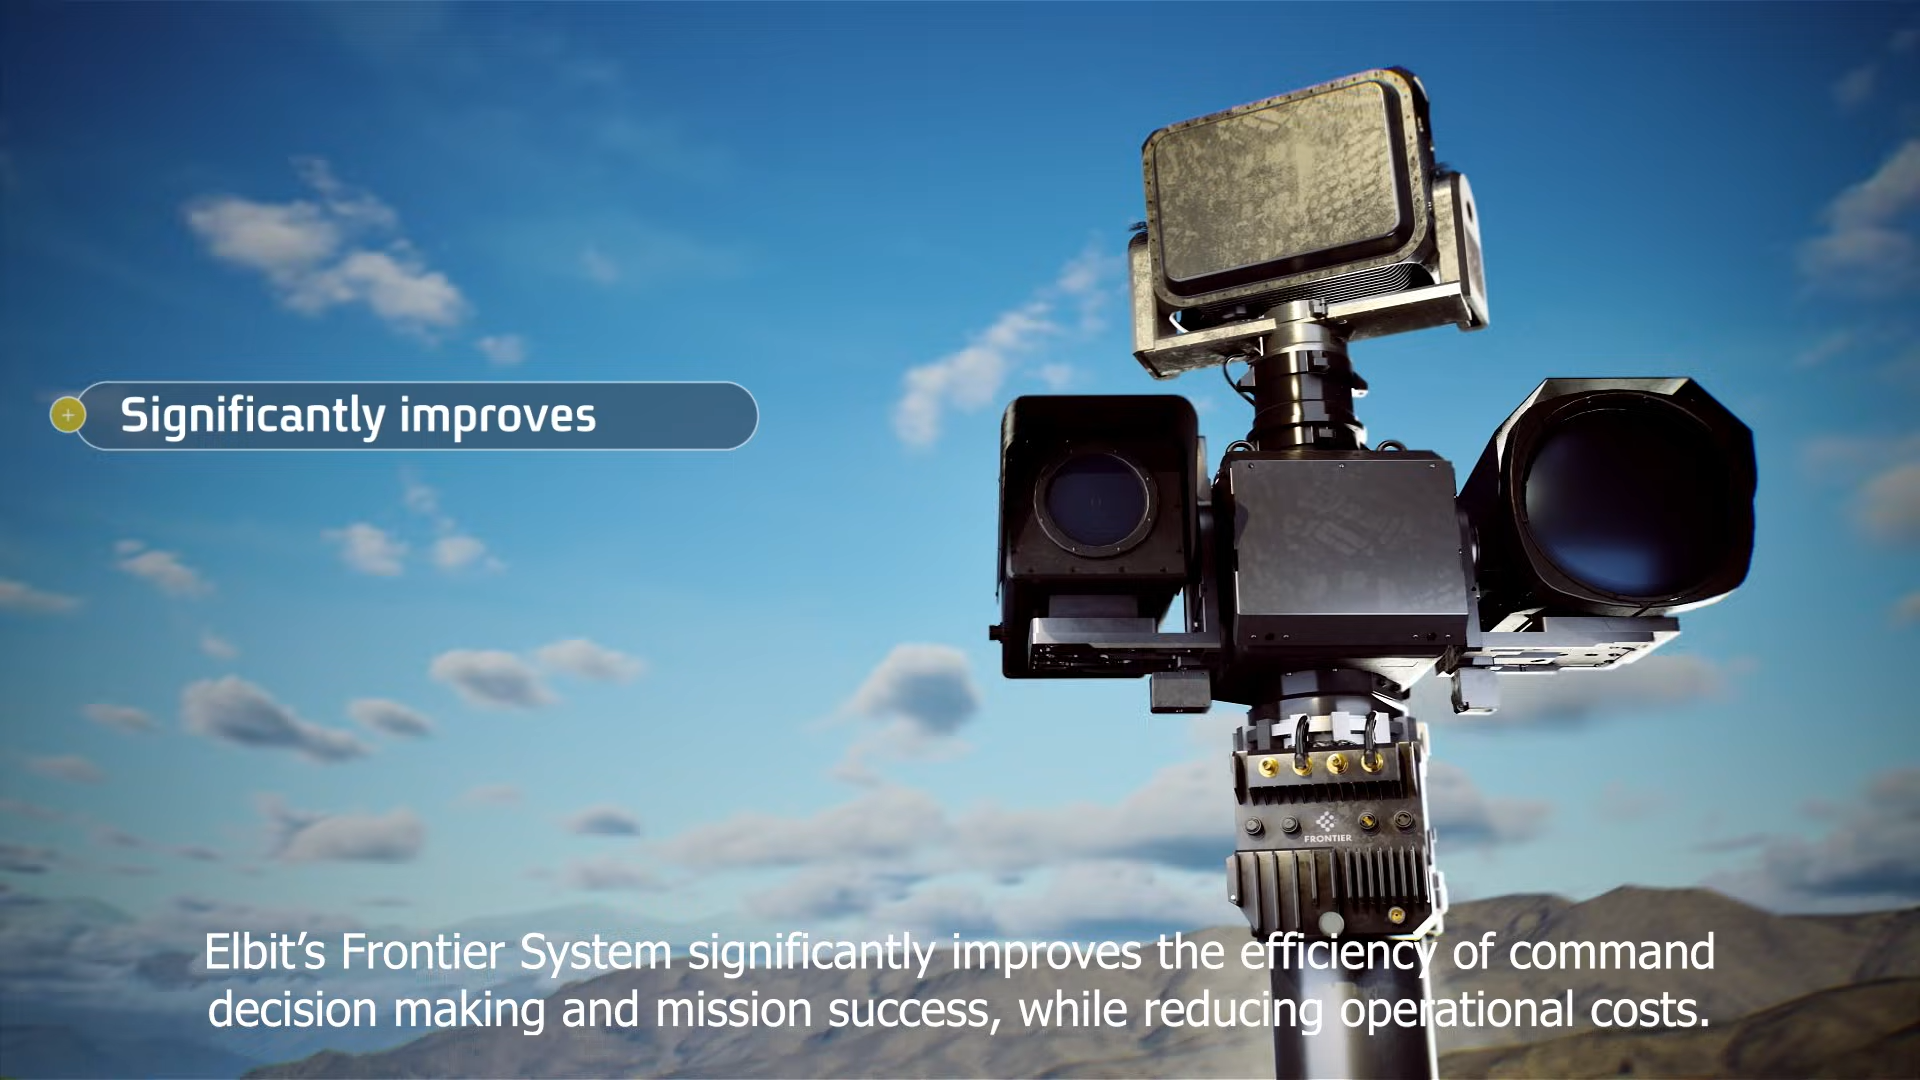 Significantly improves
FRONTIER
Elbit’s Frontier System significantly improves the efficiency of command
decision making and mission success, while reducing operational costs.